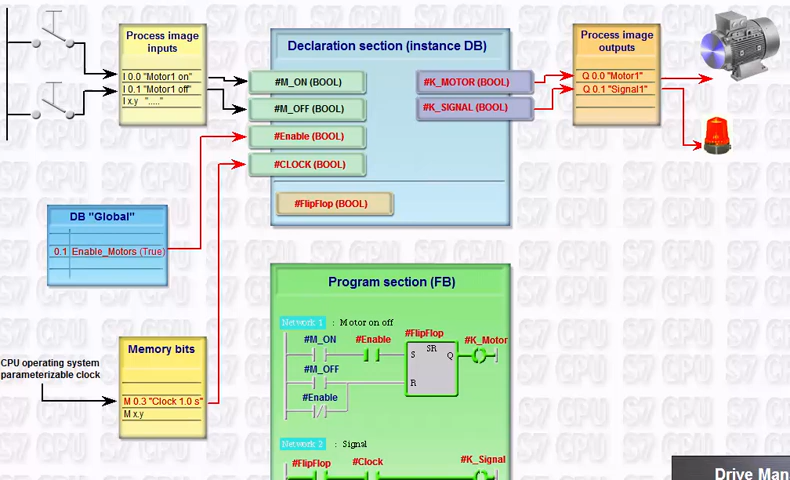 Process image
inputs
I 0.0 "Motor1 on"
I 0.1 "Motor1 off"
I x.y "....."
Declaration section (instance DB)
#M_ON (BOOL)
#M_OFF (BOOL)
#Enable (BOOL)
#CLOCK (BOOL)
#K_MOTOR (BOOL)
#K_SIGNAL (BOOL)
#FlipFlop (BOOL)
Process image
outputs
Q 0.0 "Motor1"
Q 0.1 "Signal1"
DB "Global"
0.1 Enable_Motors (True)
Memory bits
CPU operating system
parameterizable clock
M 0.3 "Clock 1.0 s"
M x.y
Program section (FB)
Network 1 : Motor on off
#M_ON #Enable #FlipFlop #K_Motor
S SR Q
#M_OFF
R
#Enable
Network 2 : Signal
#FlipFlop #Clock #K_Signal
Drive Man
S7 CPU